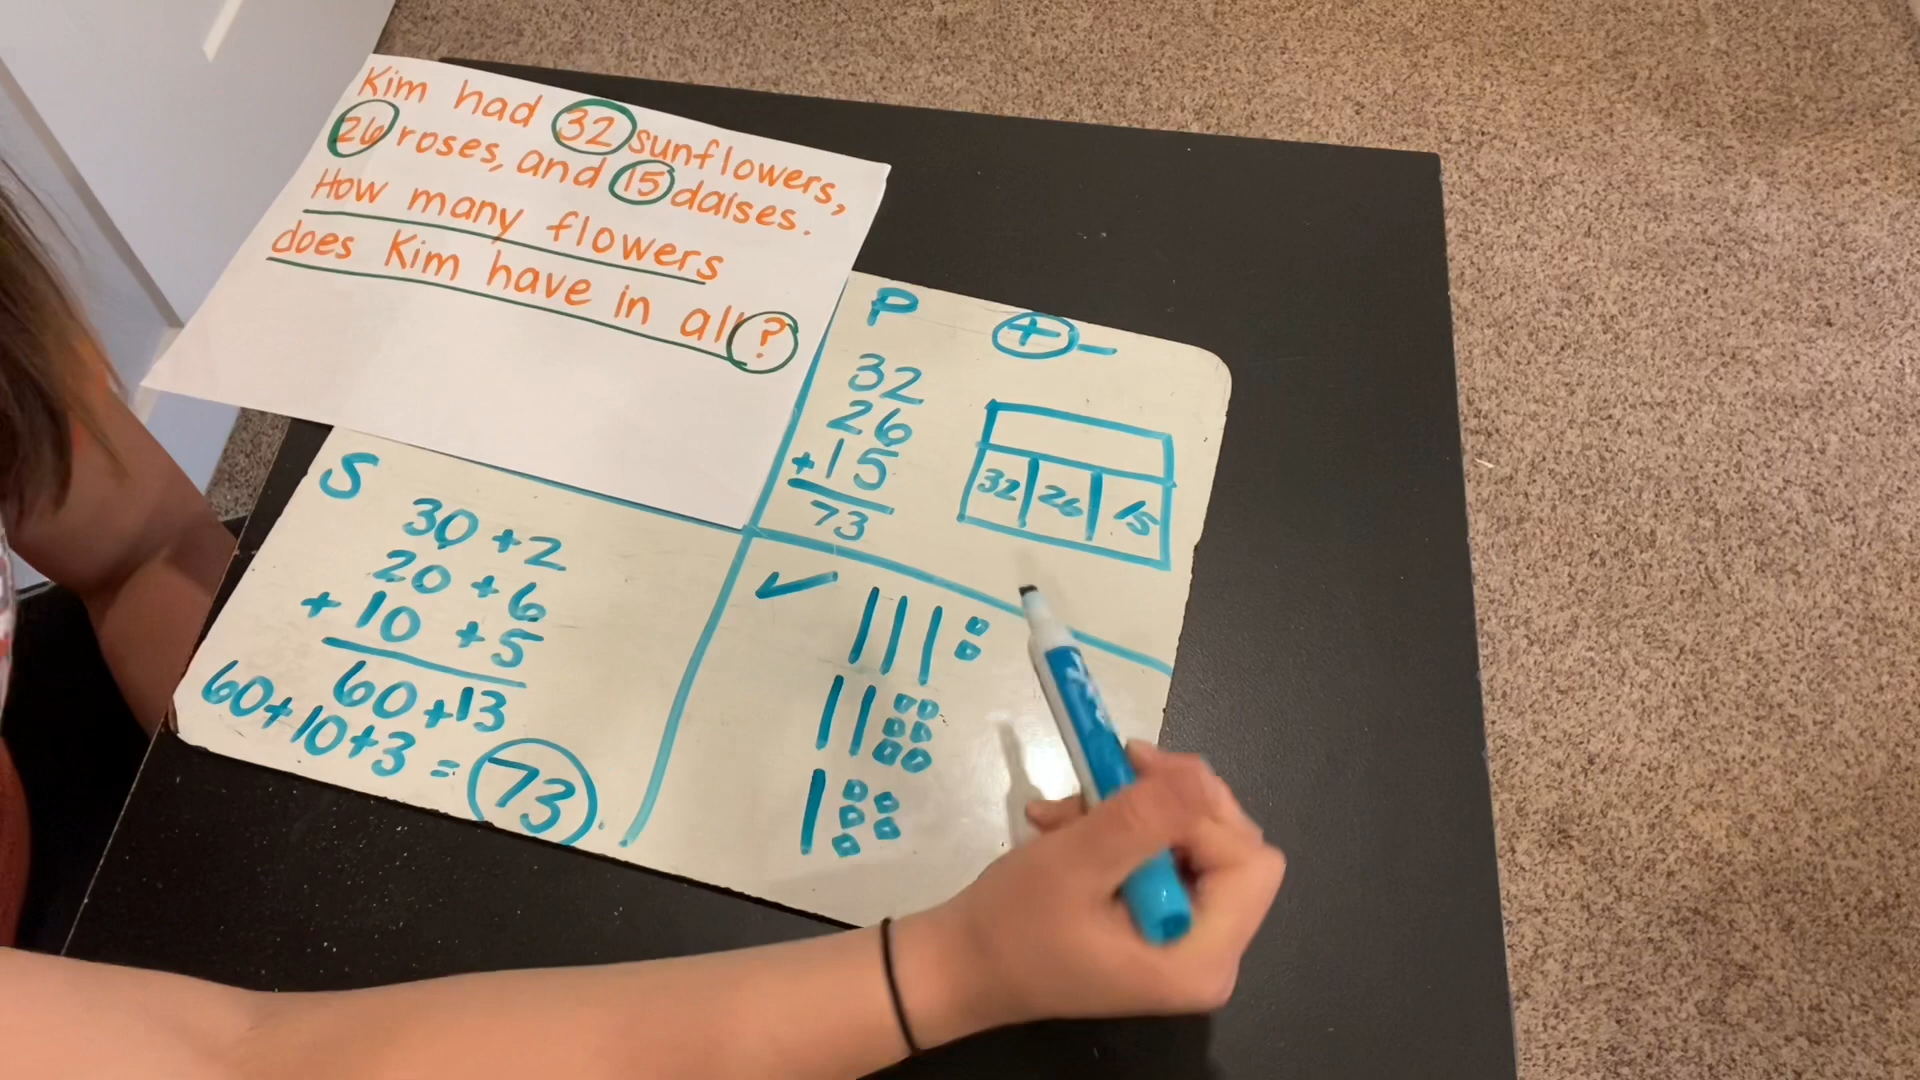 Kim had 32 sunflowers,
26 roses, and 15 daises.
How many flowers
does Kim have in all?
P
+ -
32
26
+15
73
32 26 15
S
30 + 2
20 + 6
+ 10 + 5
60 + 13
60+10+3 = 73